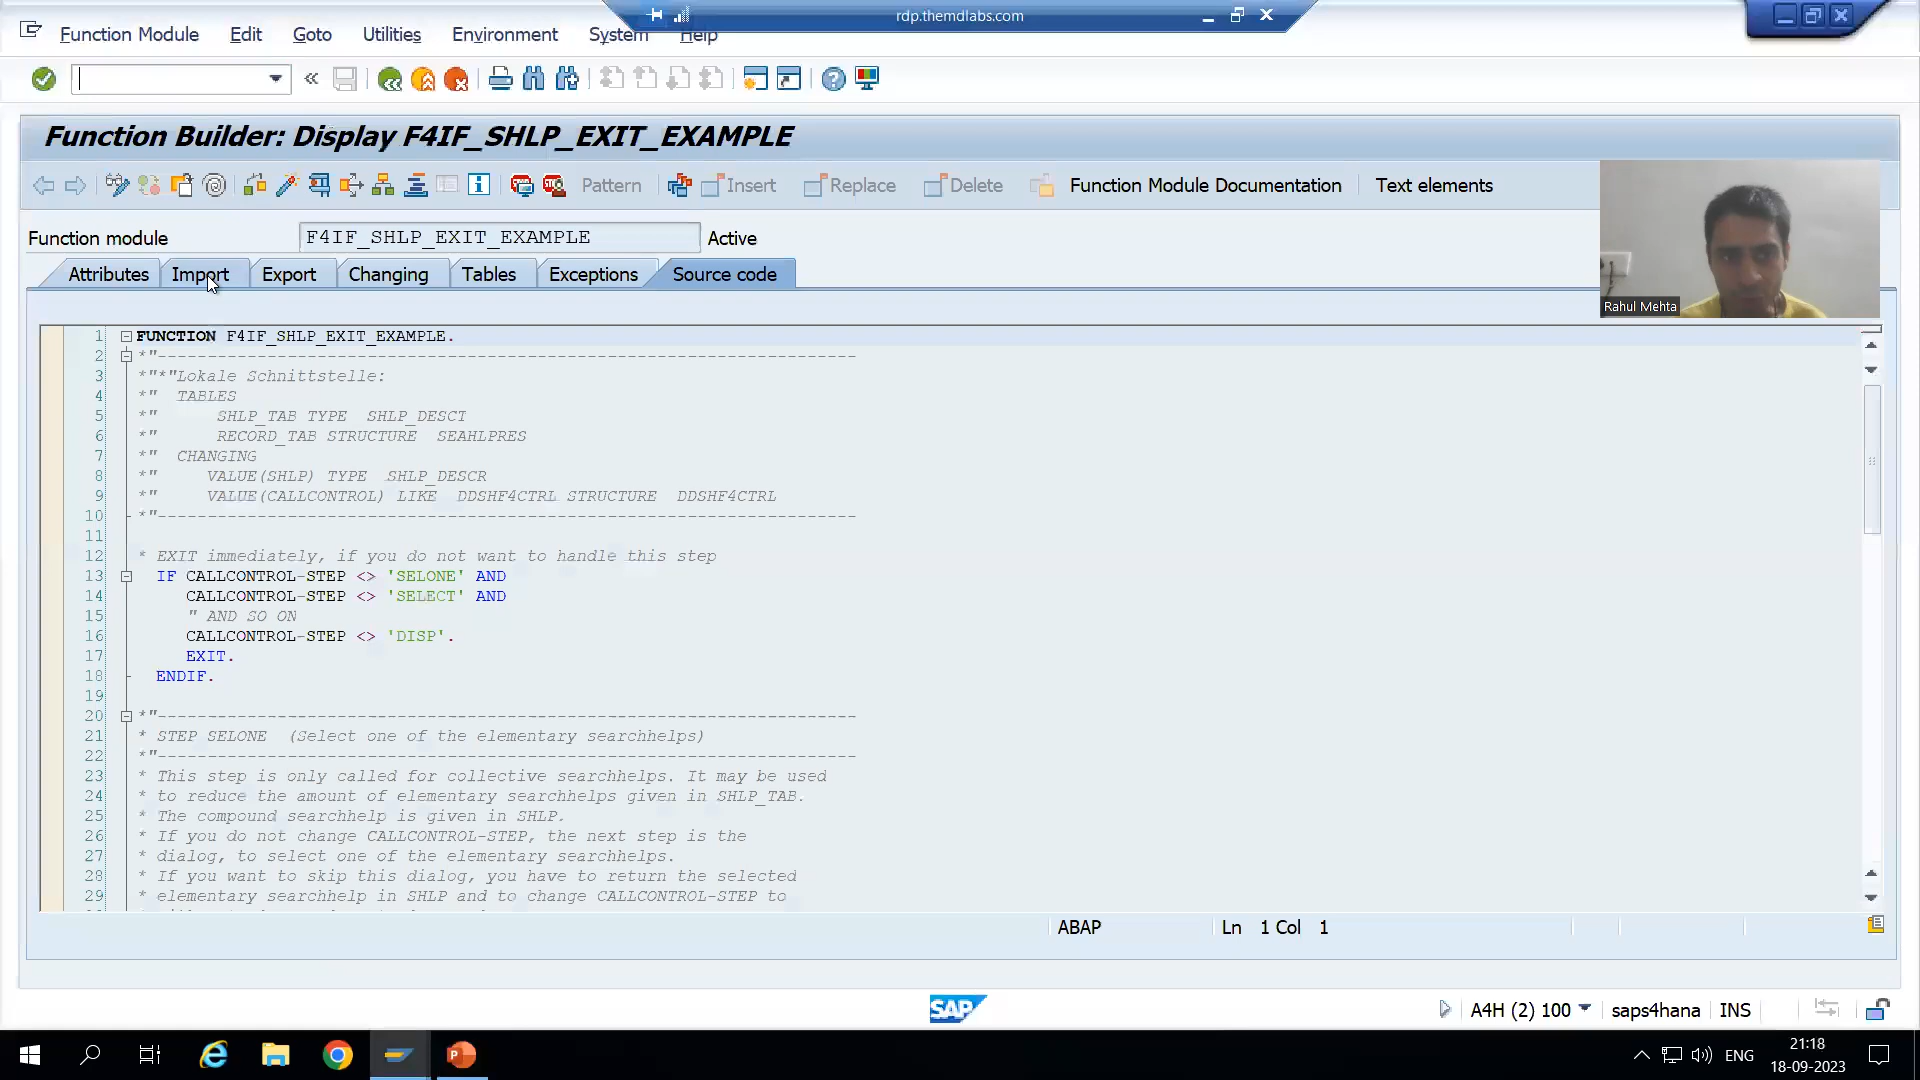 rdp.themdlabs.com
Function Module Edit Goto Utilities Environment System Help
Function Builder: Display F4IF_SHLP_EXIT_EXAMPLE
Pattern Insert Replace Delete Function Module Documentation Text elements
Function module F4IF_SHLP_EXIT_EXAMPLE Active
Attributes Import Export Changing Tables Exceptions Source code
Rahul Mehta
1 FUNCTION F4IF_SHLP_EXIT_EXAMPLE.
2 *"----------------------------------------------------------------------
3 *"*"Lokale Schnittstelle:
4 *" TABLES
5 *" SHLP_TAB TYPE SHLP_DESCT
6 *" RECORD_TAB STRUCTURE SEAHLPRES
7 *" CHANGING
8 *" VALUE(SHLP) TYPE SHLP_DESCR
9 *" VALUE(CALLCONTROL) LIKE DDSHF4CTRL STRUCTURE DDSHF4CTRL
10 *"----------------------------------------------------------------------
11
12 * EXIT immediately, if you do not want to handle this step
13 IF CALLCONTROL-STEP <> 'SELONE' AND
14 CALLCONTROL-STEP <> 'SELECT' AND
15 " AND SO ON
16 CALLCONTROL-STEP <> 'DISP'.
17 EXIT.
18 ENDIF.
19
20 *"----------------------------------------------------------------------
21 * STEP SELONE (Select one of the elementary searchhelps)
22 *"----------------------------------------------------------------------
23 * This step is only called for collective searchhelps. It may be used
24 * to reduce the amount of elementary searchhelps given in SHLP_TAB.
25 * The compound searchhelp is given in SHLP.
26 * If you do not change CALLCONTROL-STEP, the next step is the
27 * dialog, to select one of the elementary searchhelps.
28 * If you want to skip this dialog, you have to return the selected
29 * elementary searchhelp in SHLP and to change CALLCONTROL-STEP to
ABAP Ln 1 Col 1
SAP
A4H (2) 100 saps4hana INS
ENG
21:18
18-09-2023